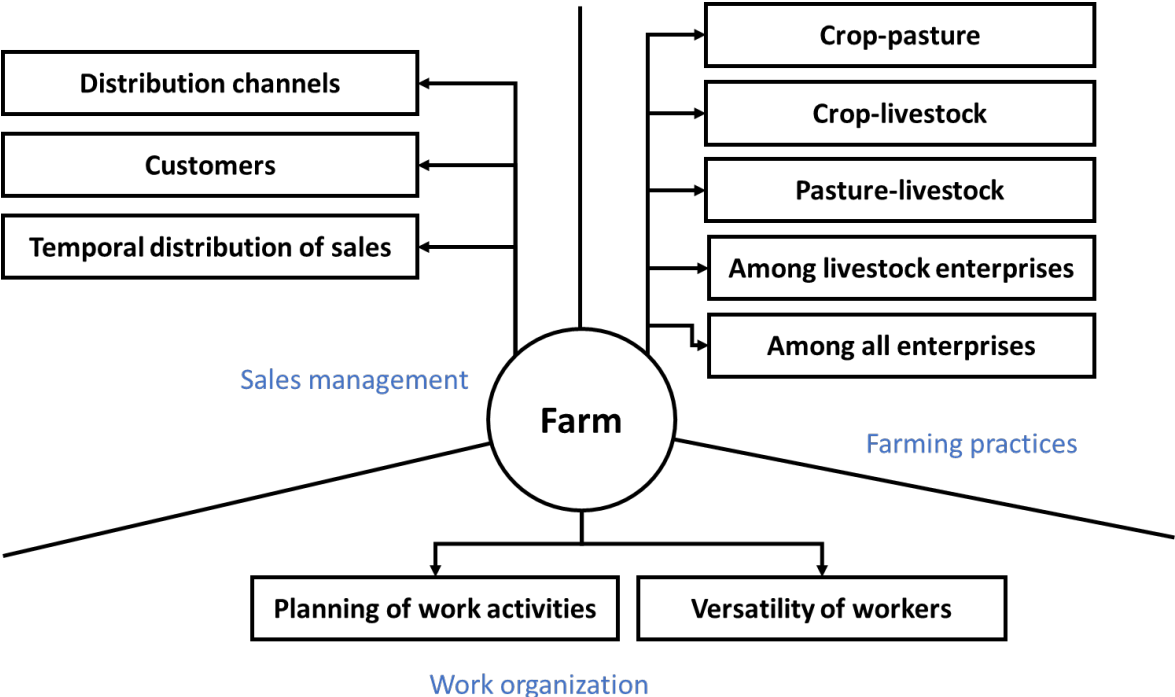 Distribution channels
Customers
Temporal distribution of sales
Sales management
Crop-pasture
Crop-livestock
Pasture-livestock
Among livestock enterprises
Among all enterprises
Farming practices
Farm
Planning of work activities
Versatility of workers
Work organization